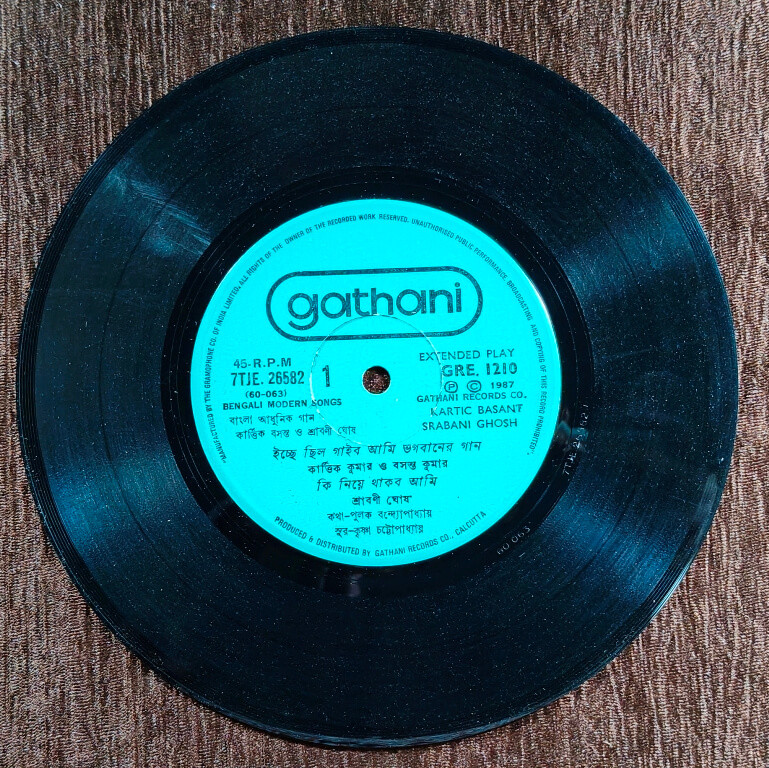 "MANUFACTURED BY THE GRAMOPHONE CO. OF INDIA LIMITED. ALL RIGHTS OF THE OWNER OF THE RECORDED WORK RESERVED. UNAUTHORISED PUBLIC PERFORMANCE, BROADCASTING AND COPYING OF THIS RECORD PROHIBITED"
gathani
45-R.P.M
7TJE. 26582
(60-063)
BENGALI MODERN SONGS
1
EXTENDED PLAY
GRE. 1210
Ⓟ © 1987
GATHANI RECORDS CO.
KARTIC BASANT
SRABANI GHOSH
বাংলা আধুনিক গান
কার্ত্তিক বসন্ত ও শ্রাবণী ঘোষ
ইচ্ছে ছিল গাইব আমি ভগবানের গান
কার্ত্তিক কুমার ও বসন্ত কুমার
কি নিয়ে থাকব আমি
শ্রাবণী ঘোষ
কথা-পুলক বন্দ্যোপাধ্যায়
সুর-কৃষ্ণ চট্টোপাধ্যায়
PRODUCED & DISTRIBUTED BY GATHANI RECORDS CO., CALCUTTA
60 063